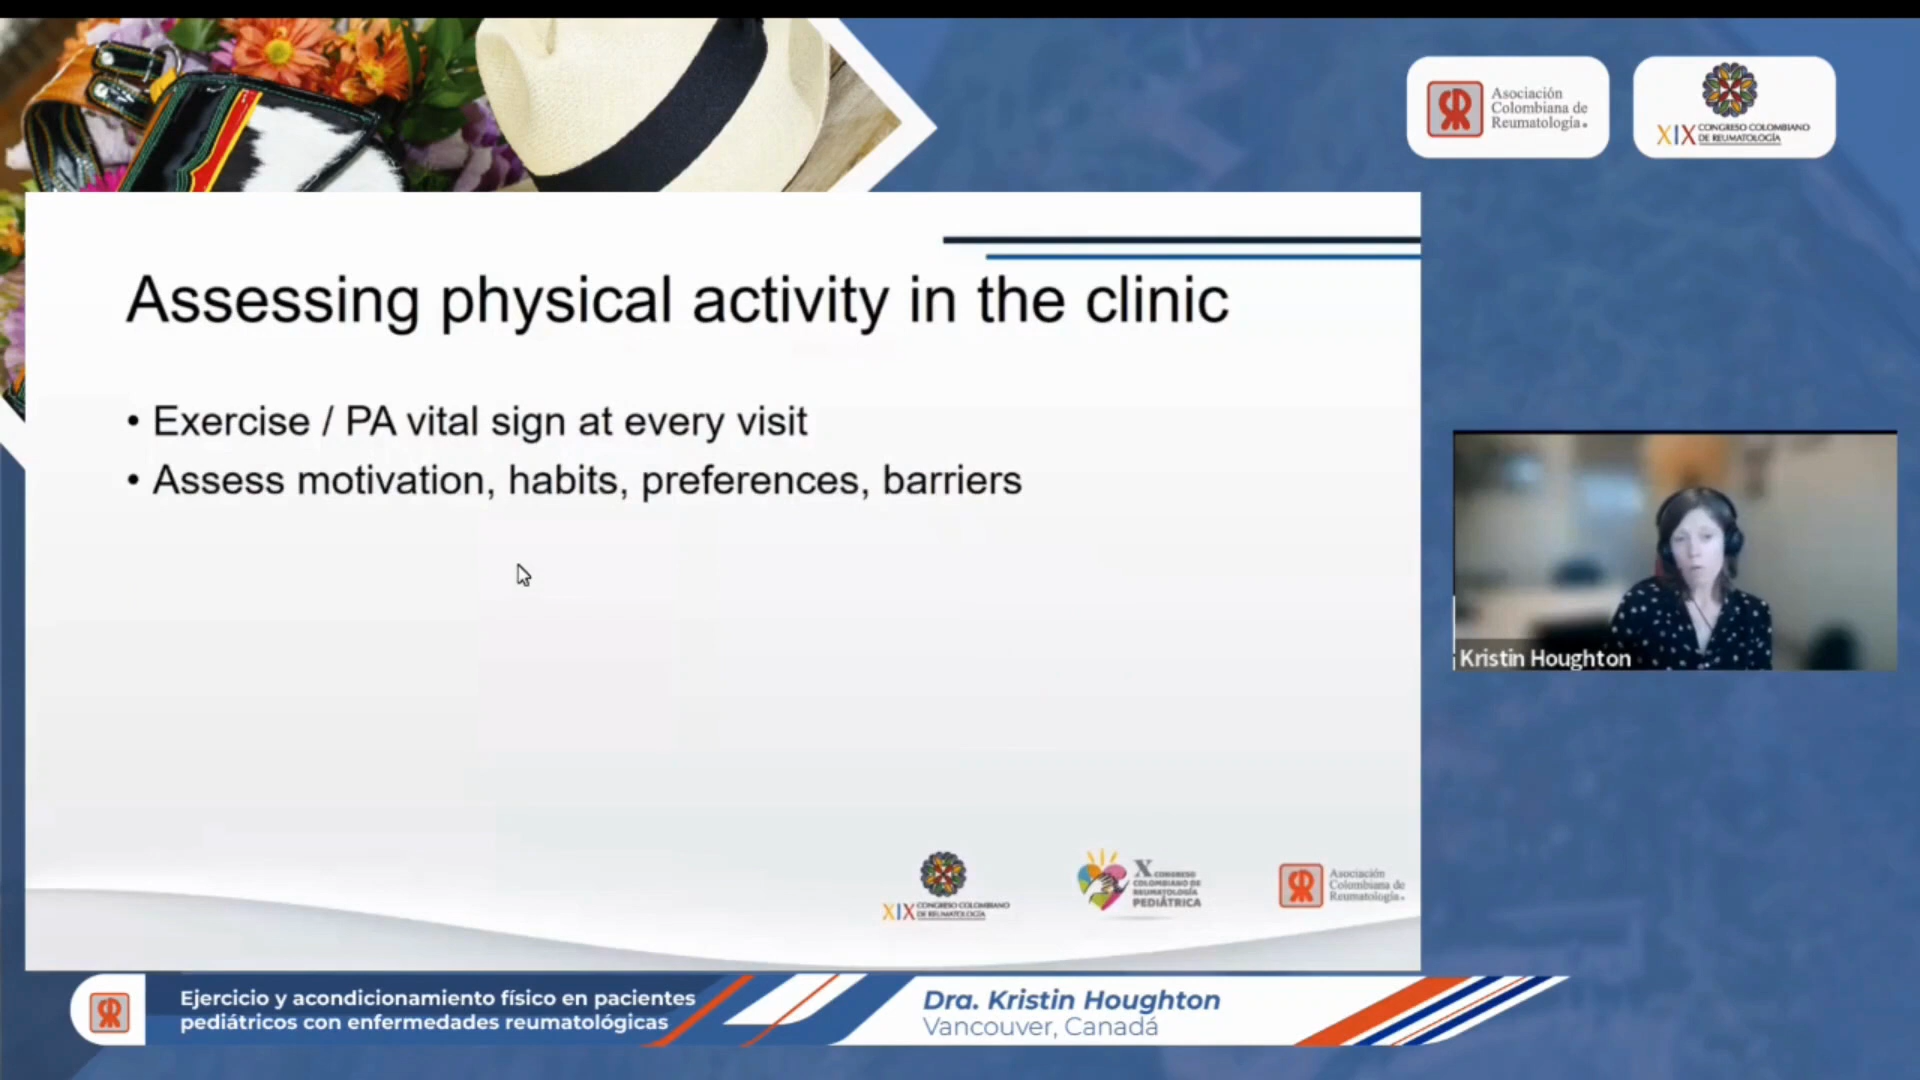 Asociación
Colombiana de
Reumatología.
XIX CONGRESO COLOMBIANO
DE REUMATOLOGÍA
Assessing physical activity in the clinic
• Exercise / PA vital sign at every visit
• Assess motivation, habits, preferences, barriers
Kristin Houghton
XIX CONGRESO COLOMBIANO
DE REUMATOLOGÍA
X CONGRESO
COLOMBIANO DE
REUMATOLOGÍA
PEDIÁTRICA
Asociación
Colombiana de
Reumatología.
Ejercicio y acondicionamiento físico en pacientes
pediátricos con enfermedades reumatológicas
Dra. Kristin Houghton
Vancouver, Canadá